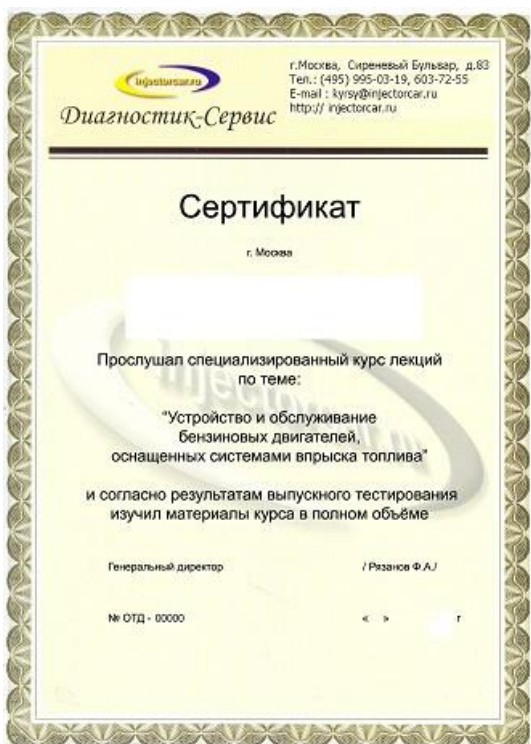 injectorcar.ru
Диагностик-Сервис
г.Москва, Сиреневый Бульвар, д.83
Тел.: (495) 995-03-19, 603-72-55
E-mail : kyrsy@injectorcar.ru
http:// injectorcar.ru
Сертификат
г. Москва
Прослушал специализированный курс лекций
по теме:
"Устройство и обслуживание
бензиновых двигателей,
оснащенных системами впрыска топлива"
и согласно результатам выпускного тестирования
изучил материалы курса в полном объёме
Генеральный директор / Рязанов Ф.А./
№ ОТД - 00000 « » г
injectorcar.ru